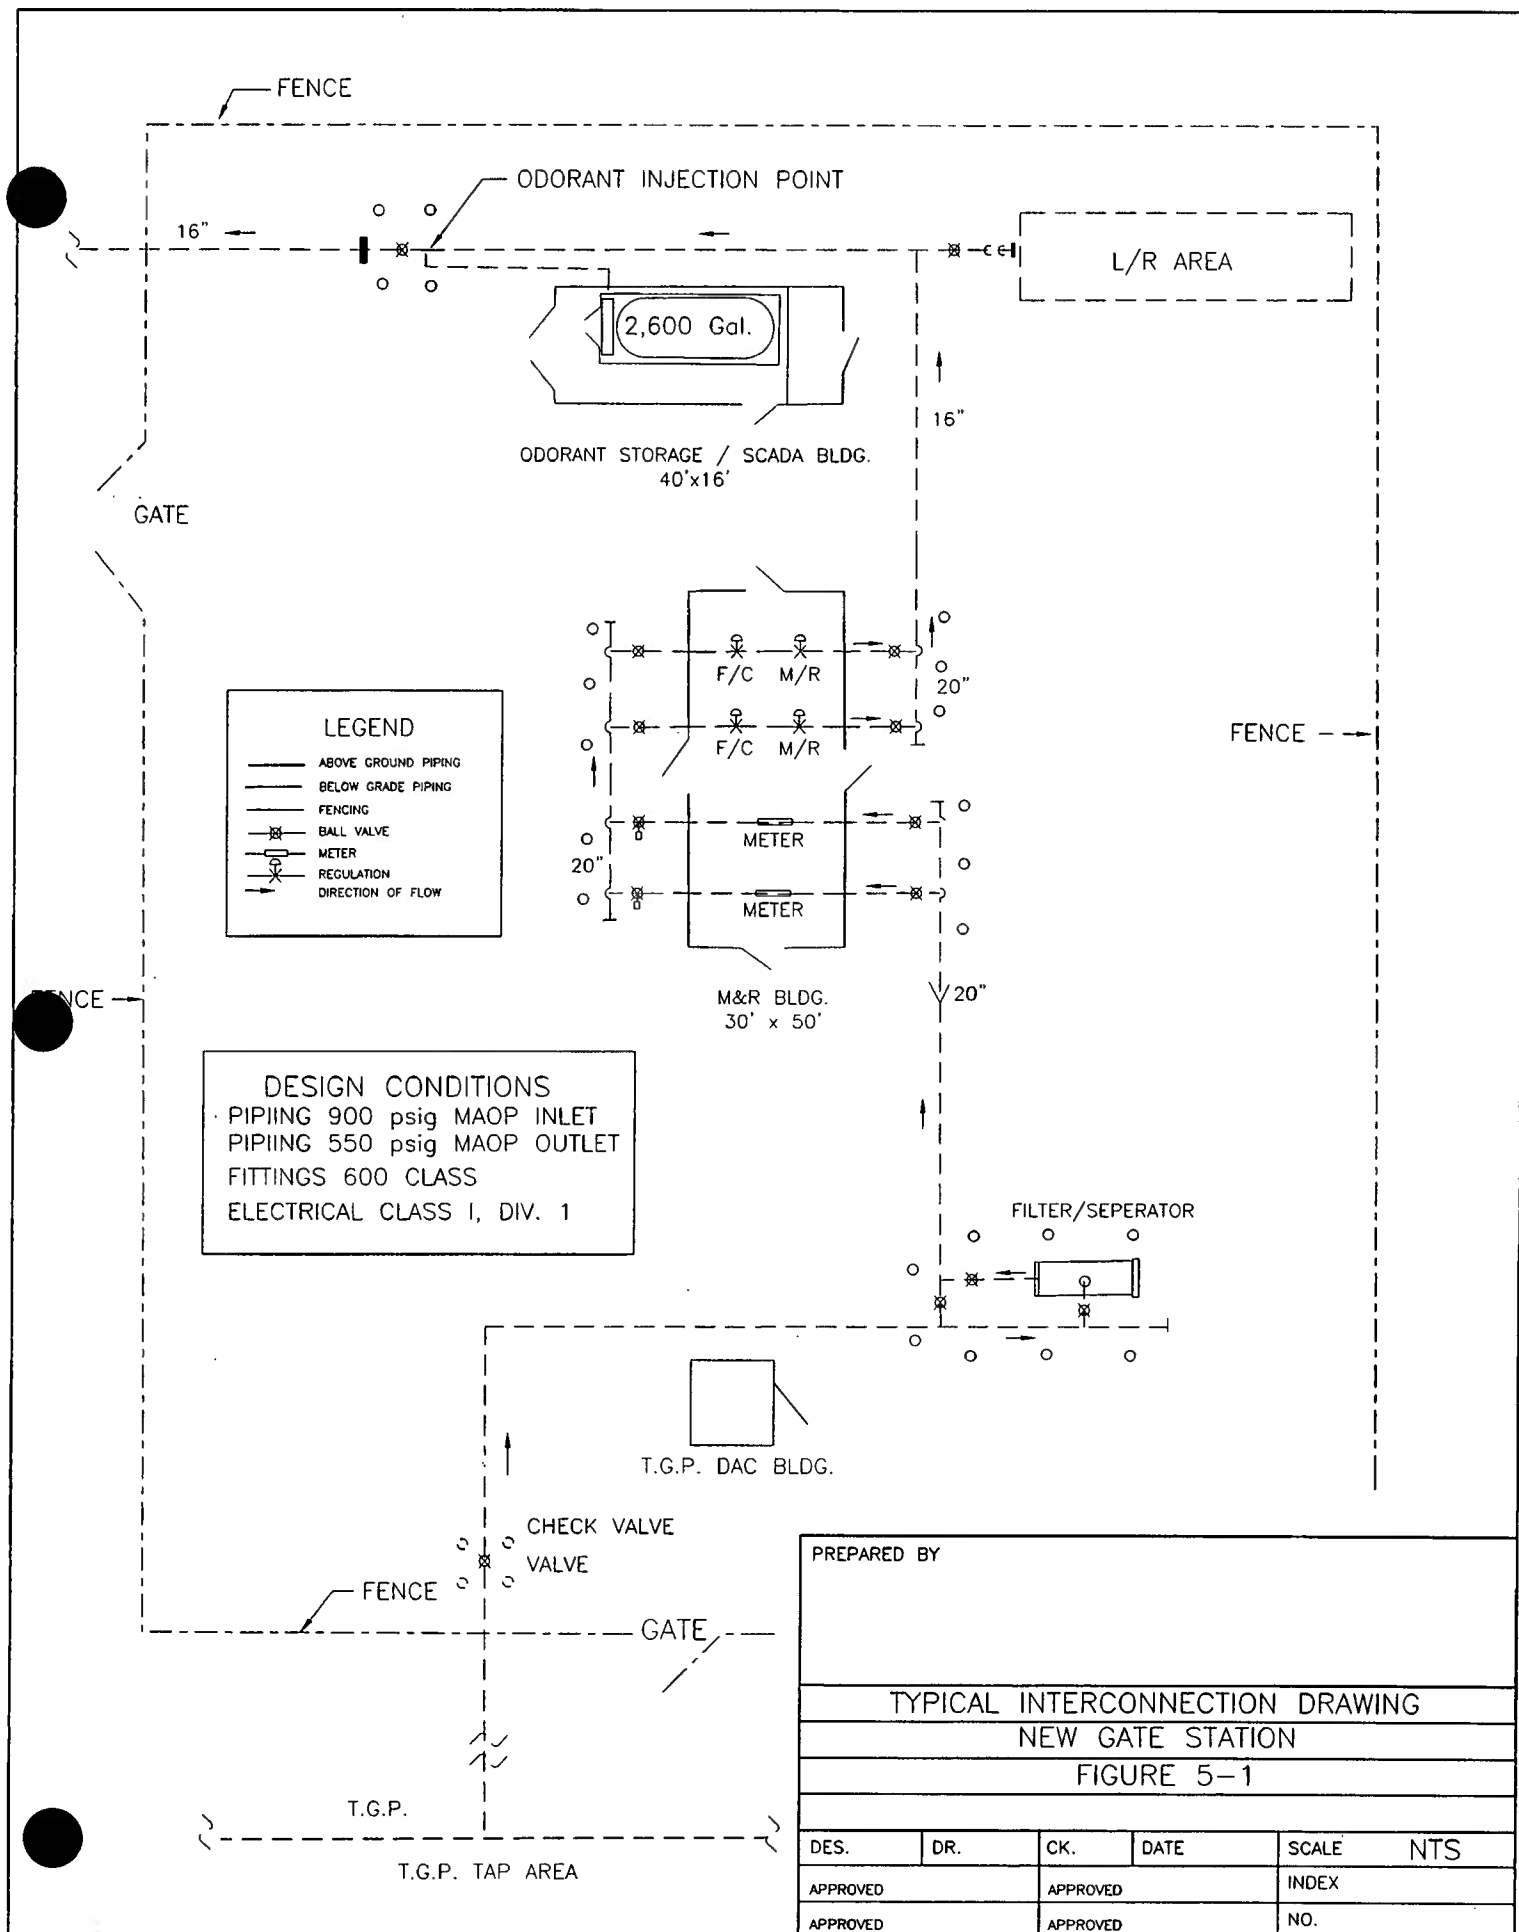 FENCE
ODORANT INJECTION POINT
16"
L/R AREA
2,600 Gal.
16"
ODORANT STORAGE / SCADA BLDG.
40'x16'
GATE
F/C M/R
20"
F/C M/R
FENCE
LEGEND
ABOVE GROUND PIPING
BELOW GRADE PIPING
FENCING
BALL VALVE
METER
REGULATION
DIRECTION OF FLOW
METER
20"
METER
M&R BLDG.
30' x 50'
20"
FENCE
DESIGN CONDITIONS
PIPIING 900 psig MAOP INLET
PIPIING 550 psig MAOP OUTLET
FITTINGS 600 CLASS
ELECTRICAL CLASS I, DIV. 1
FILTER/SEPERATOR
T.G.P. DAC BLDG.
CHECK VALVE
VALVE
FENCE
GATE
T.G.P.
T.G.P. TAP AREA
PREPARED BY
TYPICAL INTERCONNECTION DRAWING
NEW GATE STATION
FIGURE 5-1
DES. DR. CK. DATE SCALE NTS
APPROVED APPROVED INDEX
APPROVED APPROVED NO.